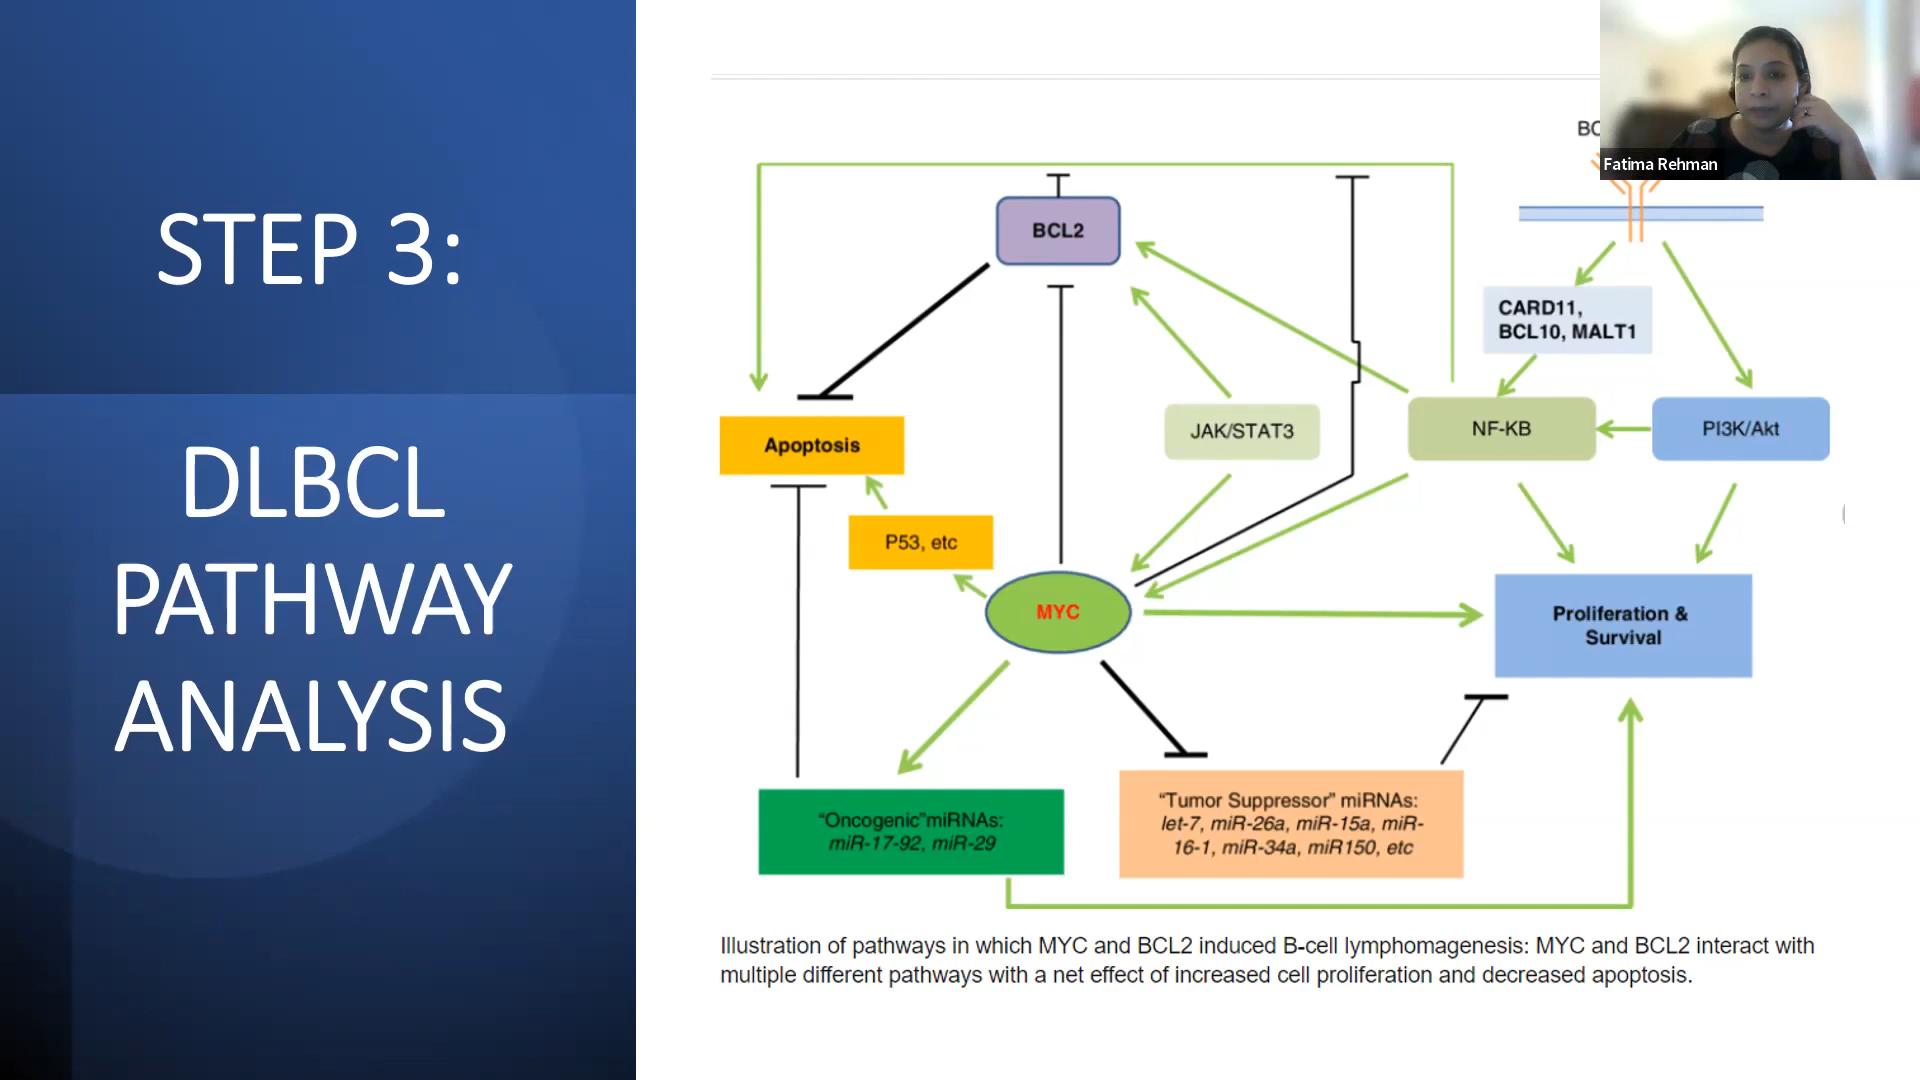 STEP 3:
DLBCL
PATHWAY
ANALYSIS
Fatima Rehman
BCL2
CARD11,
BCL10, MALT1
Apoptosis
JAK/STAT3
NF-KB
PI3K/Akt
P53, etc
MYC
Proliferation &
Survival
“Oncogenic”miRNAs:
miR-17-92, miR-29
“Tumor Suppressor” miRNAs:
let-7, miR-26a, miR-15a, miR-
16-1, miR-34a, miR150, etc
Illustration of pathways in which MYC and BCL2 induced B-cell lymphomagenesis: MYC and BCL2 interact with
multiple different pathways with a net effect of increased cell proliferation and decreased apoptosis.